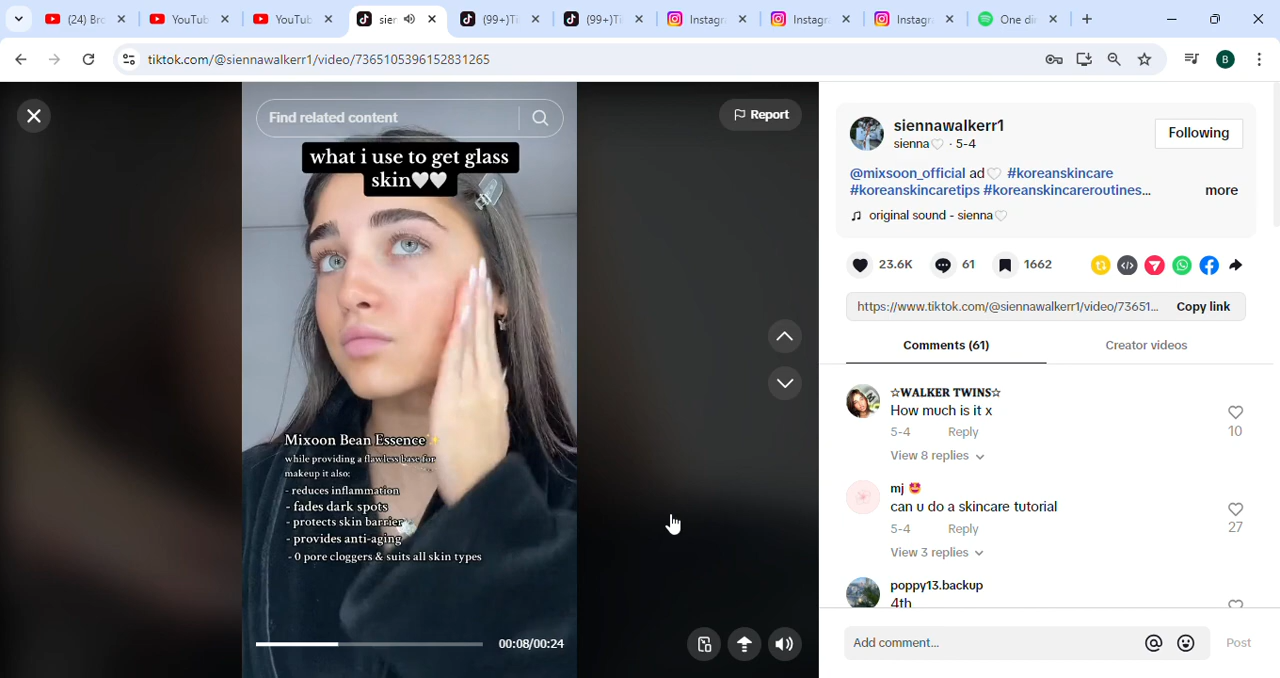 (24) Bro
YouTub
YouTub
sier
(99+)Ti
(99+)Ti
Instagr
Instagr
Instagr
One dir
tiktok.com/@siennawalkerr1/video/7365105396152831265
B
Find related content
Report
what i use to get glass
skin🤍🤍
Mixoon Bean Essence✨
while providing a flawless base for
makeup it also:
- reduces inflammation
- fades dark spots
- protects skin barrier
- provides anti-aging
- 0 pore cloggers & suits all skin types
00:08/00:24
siennawalkerr1
sienna🤍 · 5-4
Following
@mixsoon_official ad🤍 #koreanskincare
#koreanskincaretips #koreanskincareroutines...
more
♫ original sound - sienna🤍
23.6K
61
1662
https://www.tiktok.com/@siennawalkerr1/video/73651...
Copy link
Comments (61)
Creator videos
☆WALKER TWINS☆
How much is it x
5-4 Reply
10
View 8 replies
mj 🤩
can u do a skincare tutorial
5-4 Reply
27
View 3 replies
poppy13.backup
4th
Add comment...
Post